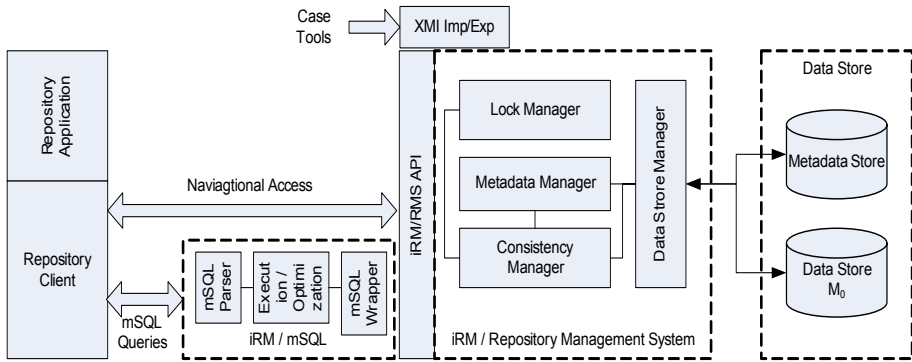 Case
Tools
XMI Imp/Exp
Repository
Application
Repository
Client
Naviagtional Access
mSQL
Queries
mSQL
Parser
Execut
ion / Optimi
zation
mSQL
Wrapper
iRM / mSQL
iRM/RMS API
Lock Manager
Metadata Manager
Consistency
Manager
Data Strore Manager
iRM / Repository Management System
Data Store
Metadata Store
Data Store
M₀